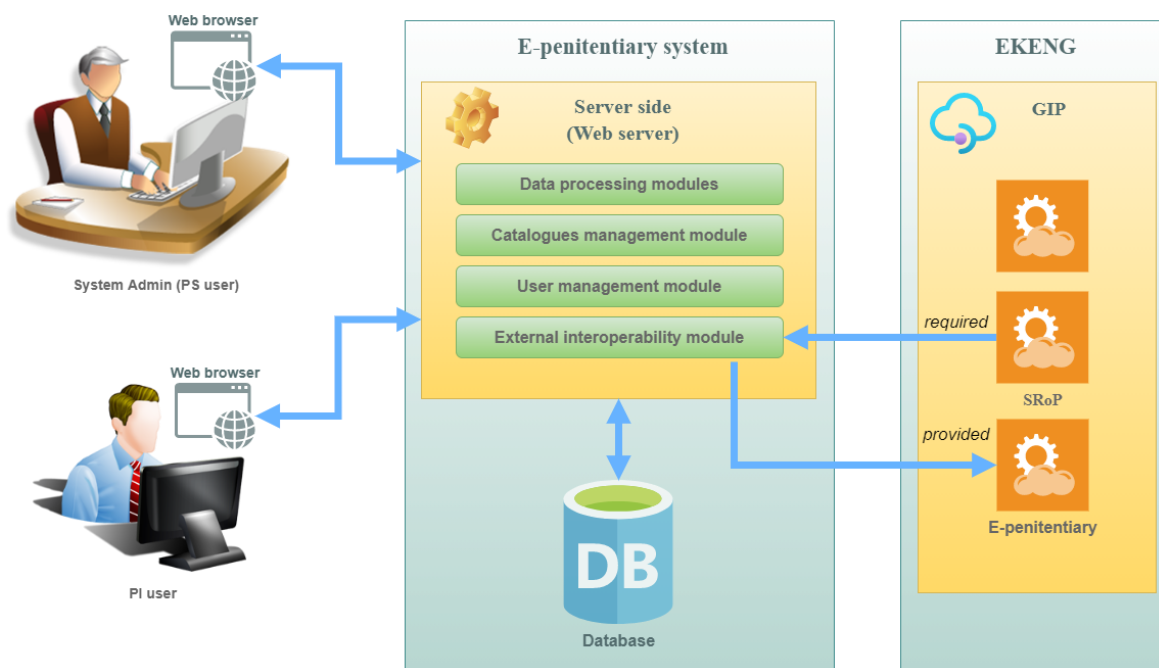 Web browser
System Admin (PS user)
Web browser
PI user
E-penitentiary system
Server side
(Web server)
Data processing modules
Catalogues management module
User management module
External interoperability module
DB
Database
EKENG
GIP
required
SRoP
provided
E-penitentiary